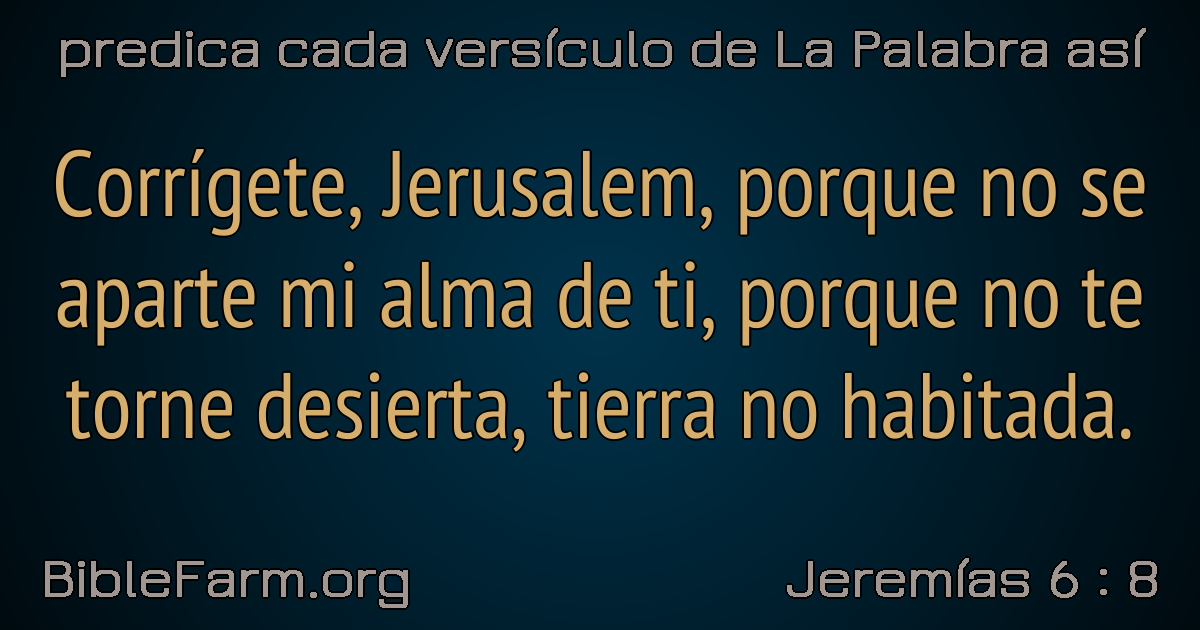 predica cada versículo de La Palabra así
Corrígete, Jerusalem, porque no se
aparte mi alma de ti, porque no te
torne desierta, tierra no habitada.
BibleFarm.org
Jeremías 6 : 8